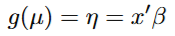 g(μ) = η = x′β